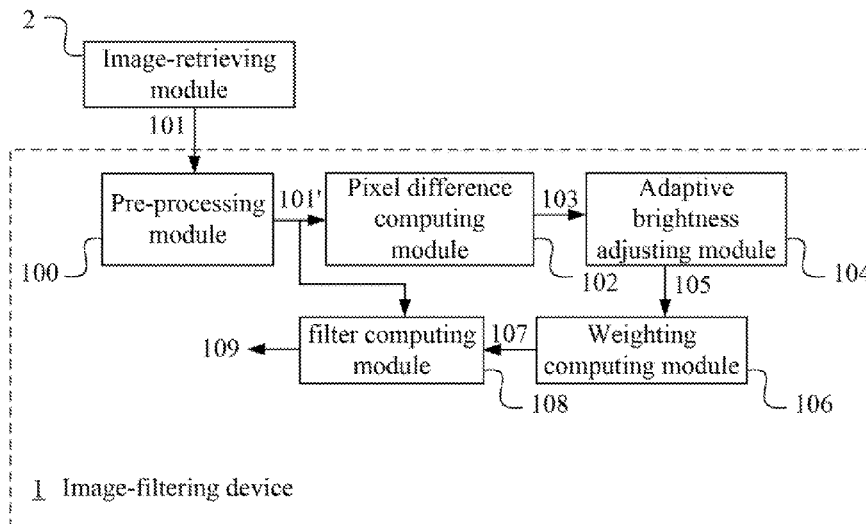 2
Image-retrieving
module
101
Pre-processing
module
101'
Pixel difference
computing
module
103
Adaptive
brightness
adjusting module
100
102
105
104
109
filter computing
module
107
Weighting
computing module
108
106
1 Image-filtering device